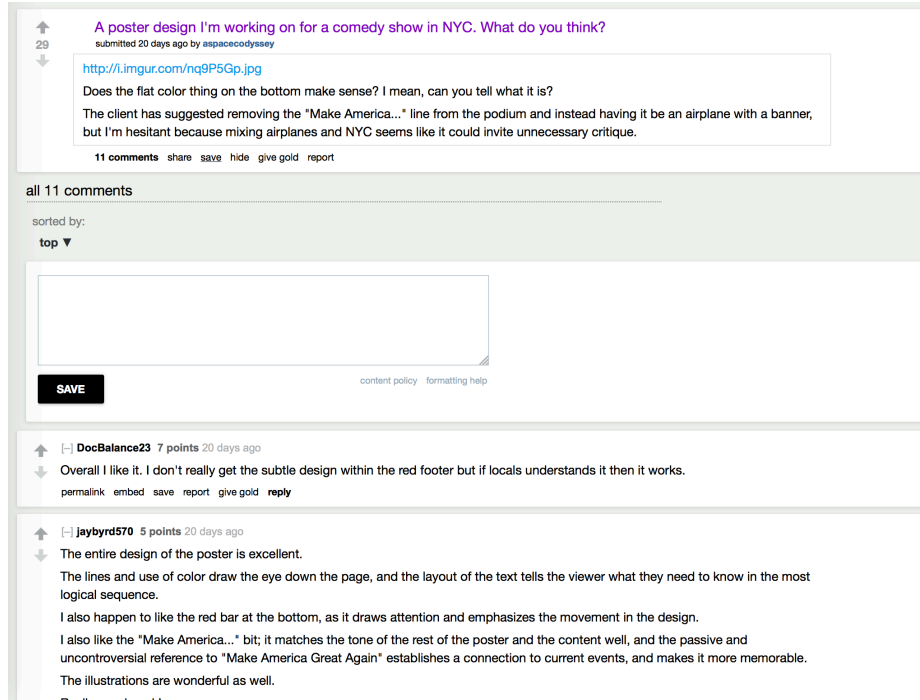 A poster design I'm working on for a comedy show in NYC. What do you think?
29
submitted 20 days ago by aspacecodyssey
http://i.imgur.com/nq9P5Gp.jpg
Does the flat color thing on the bottom make sense? I mean, can you tell what it is?
The client has suggested removing the "Make America..." line from the podium and instead having it be an airplane with a banner,
but I'm hesitant because mixing airplanes and NYC seems like it could invite unnecessary critique.
11 comments share save hide give gold report
all 11 comments
sorted by:
top ▼
content policy formatting help
SAVE
[–] DocBalance23 7 points 20 days ago
Overall I like it. I don't really get the subtle design within the red footer but if locals understands it then it works.
permalink embed save report give gold reply
[–] jaybyrd570 5 points 20 days ago
The entire design of the poster is excellent.
The lines and use of color draw the eye down the page, and the layout of the text tells the viewer what they need to know in the most
logical sequence.
I also happen to like the red bar at the bottom, as it draws attention and emphasizes the movement in the design.
I also like the "Make America..." bit; it matches the tone of the rest of the poster and the content well, and the passive and
uncontroversial reference to "Make America Great Again" establishes a connection to current events, and makes it more memorable.
The illustrations are wonderful as well.